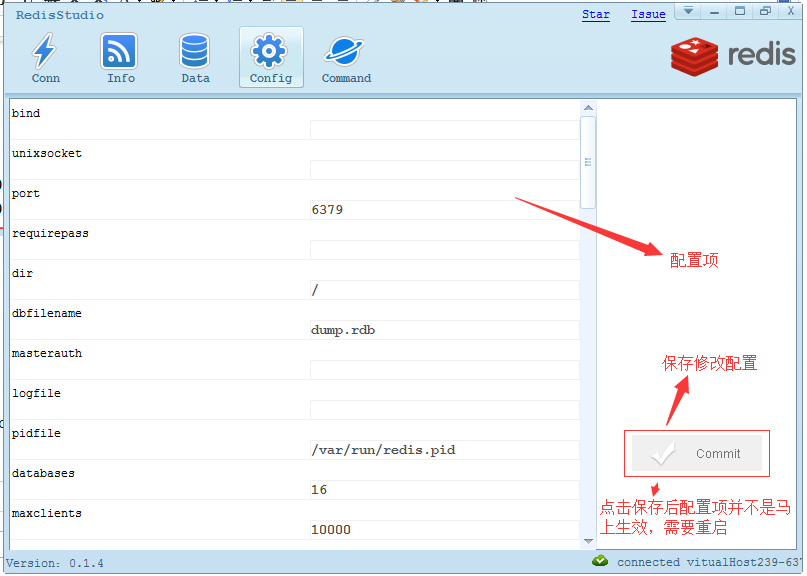 RedisStudio
Star Issue
Conn Info Data Config Command
redis
bind
unixsocket
port
6379
requirepass
dir
/
配置项
dbfilename
dump.rdb
masterauth
保存修改配置
logfile
pidfile
/var/run/redis.pid
Commit
databases
16
点击保存后配置项并不是马
上生效，需要重启
maxclients
10000
Version: 0.1.4
connected vitualHost239-637